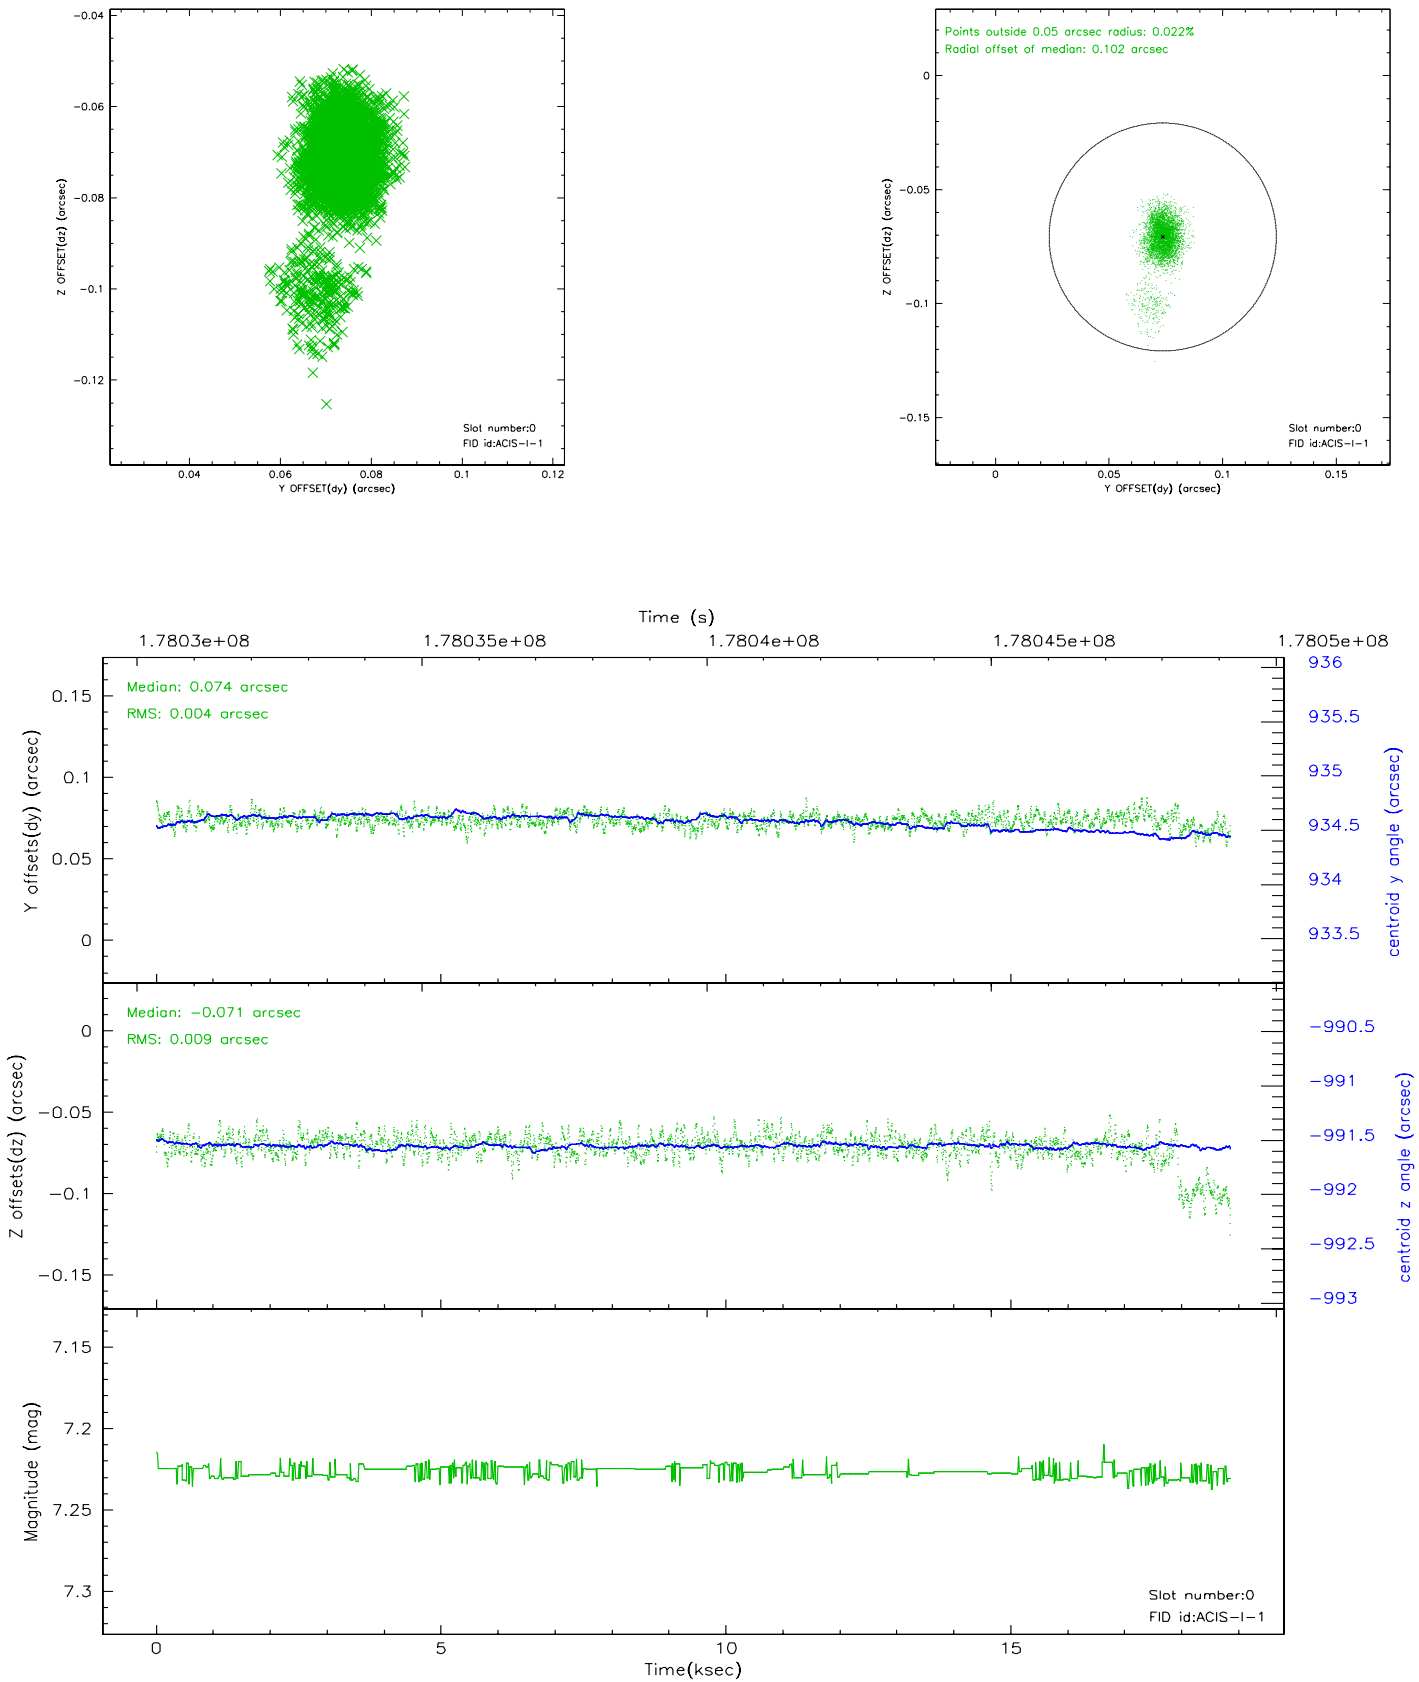 −0.04
−0.06
−0.08
−0.1
−0.12
Z OFFSET(dz) (arcsec)
Slot number:0
FID id:ACIS−I−1
0.04 0.06 0.08 0.1 0.12
Y OFFSET(dy) (arcsec)
Points outside 0.05 arcsec radius: 0.022%
Radial offset of median: 0.102 arcsec
0
−0.05
−0.1
−0.15
Z OFFSET(dz) (arcsec)
Slot number:0
FID id:ACIS−I−1
0 0.05 0.1 0.15
Y OFFSET(dy) (arcsec)
Time (s)
1.7803e+08 1.78035e+08 1.7804e+08 1.78045e+08 1.7805e+08
Median: 0.074 arcsec
RMS: 0.004 arcsec
0.15
0.1
0.05
0
Y offsets(dy) (arcsec)
936
935.5
935
934.5
934
933.5
centroid y angle (arcsec)
Median: −0.071 arcsec
RMS: 0.009 arcsec
0
−0.05
−0.1
−0.15
Z offsets(dz) (arcsec)
−990.5
−991
−991.5
−992
−992.5
−993
centroid z angle (arcsec)
7.15
7.2
7.25
7.3
Magnitude (mag)
Slot number:0
FID id:ACIS−I−1
0 5 10 15
Time(ksec)